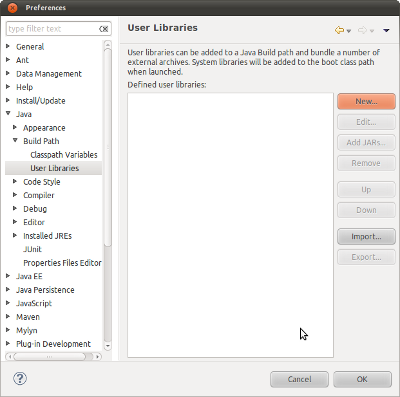 Preferences
type filter text
General
Ant
Data Management
Help
Install/Update
Java
Appearance
Build Path
Classpath Variables
User Libraries
Code Style
Compiler
Debug
Editor
Installed JREs
JUnit
Properties Files Editor
Java EE
Java Persistence
JavaScript
Maven
Mylyn
Plug-in Development
User Libraries
User libraries can be added to a Java Build path and bundle a number of
external archives. System libraries will be added to the boot class path
when launched.
Defined user libraries:
New...
Edit...
Add JARs...
Remove
Up
Down
Import...
Export...
?
Cancel
OK